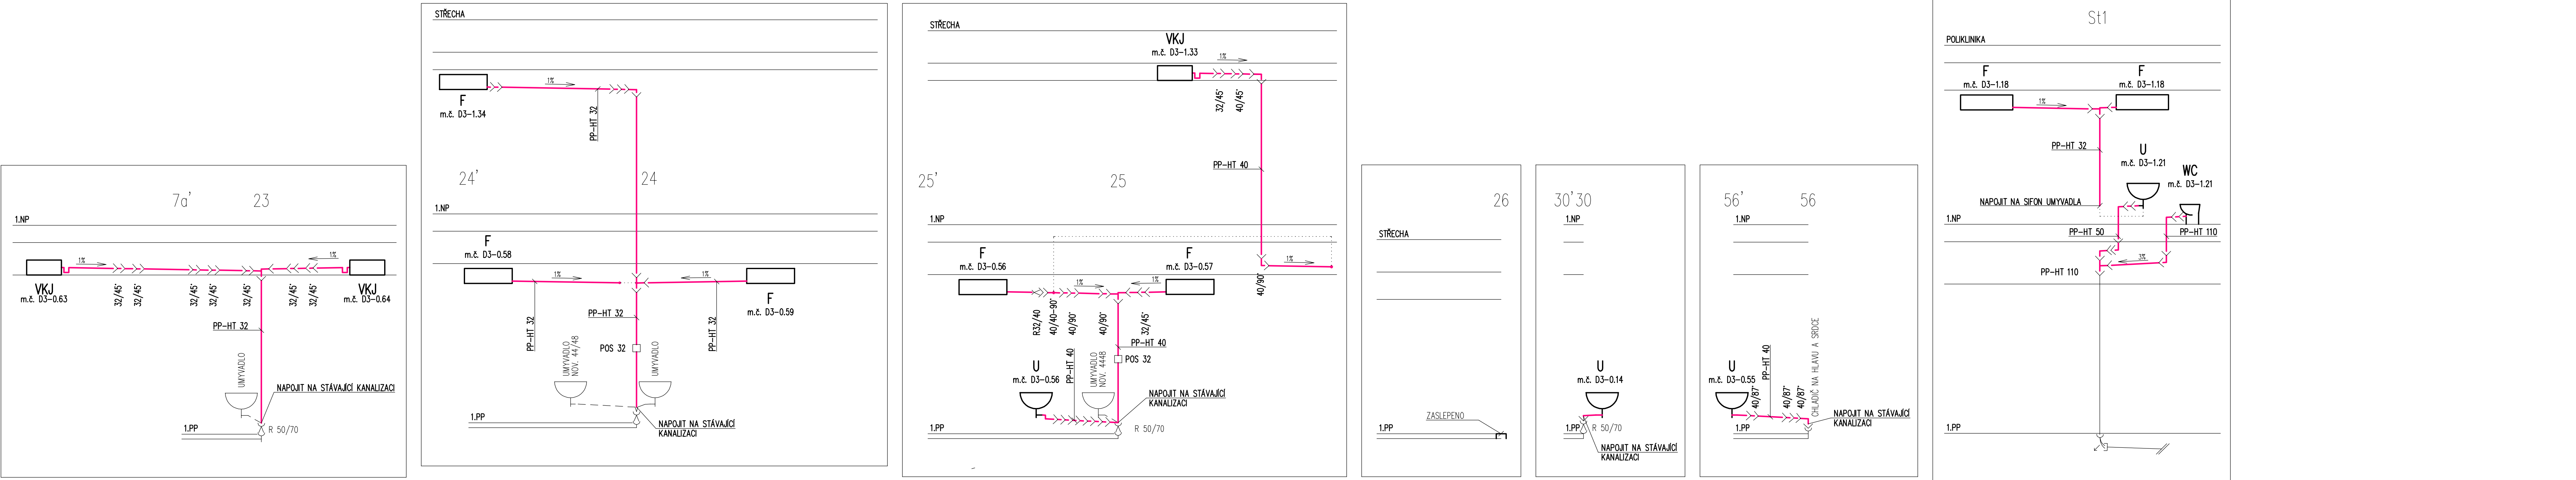 7a' 23
1.NP
1%
1%
VKJ
m.č. D3-0.63
32/45°
32/45°
32/45°
32/45°
32/45°
32/45°
32/45°
VKJ
m.č. D3-0.64
PP-HT 32
UMYVADLO
NAPOJIT NA STÁVAJÍCÍ KANALIZACI
1.PP
R 50/70
STŘECHA
F
m.č. D3-1.34
1%
PP-HT 32
24' 24
1.NP
F
m.č. D3-0.58
1%
1%
F
m.č. D3-0.59
PP-HT 32
PP-HT 32
PP-HT 32
UMYVADLO
NOV. 44/48
POS 32
UMYVADLO
1.PP
NAPOJIT NA STÁVAJÍCÍ
KANALIZACI
STŘECHA
VKJ
m.č. D3-1.33
1%
32/45°
40/45°
PP-HT 40
25' 25
1.NP
F
m.č. D3-0.56
F
m.č. D3-0.57
1%
1%
1%
40/90°
R32/40
40/40-90°
40/90°
40/90°
32/45°
PP-HT 40
POS 32
U
m.č. D3-0.56
PP-HT 40
UMYVADLO
NOV. 4448
NAPOJIT NA STÁVAJÍCÍ
KANALIZACI
1.PP
R 50/70
26
STŘECHA
ZASLEPENO
1.PP
30'30
1.NP
U
m.č. D3-0.14
1.PP
R 50/70
NAPOJIT NA STÁVAJÍCÍ
KANALIZACI
56' 56
1.NP
U
m.č. D3-0.55
PP-HT 40
40/87°
40/87°
40/87°
CHLADIČ NA HLAVU A SRDCE
NAPOJIT NA STÁVAJÍCÍ
KANALIZACI
1.PP
St1
POLIKLINIKA
F
m.č. D3-1.18
F
m.č. D3-1.18
1%
PP-HT 32
U
m.č. D3-1.21
WC
m.č. D3-1.21
NAPOJIT NA SIFON UMYVADLA
1.NP
PP-HT 50
PP-HT 110
3%
PP-HT 110
1.PP